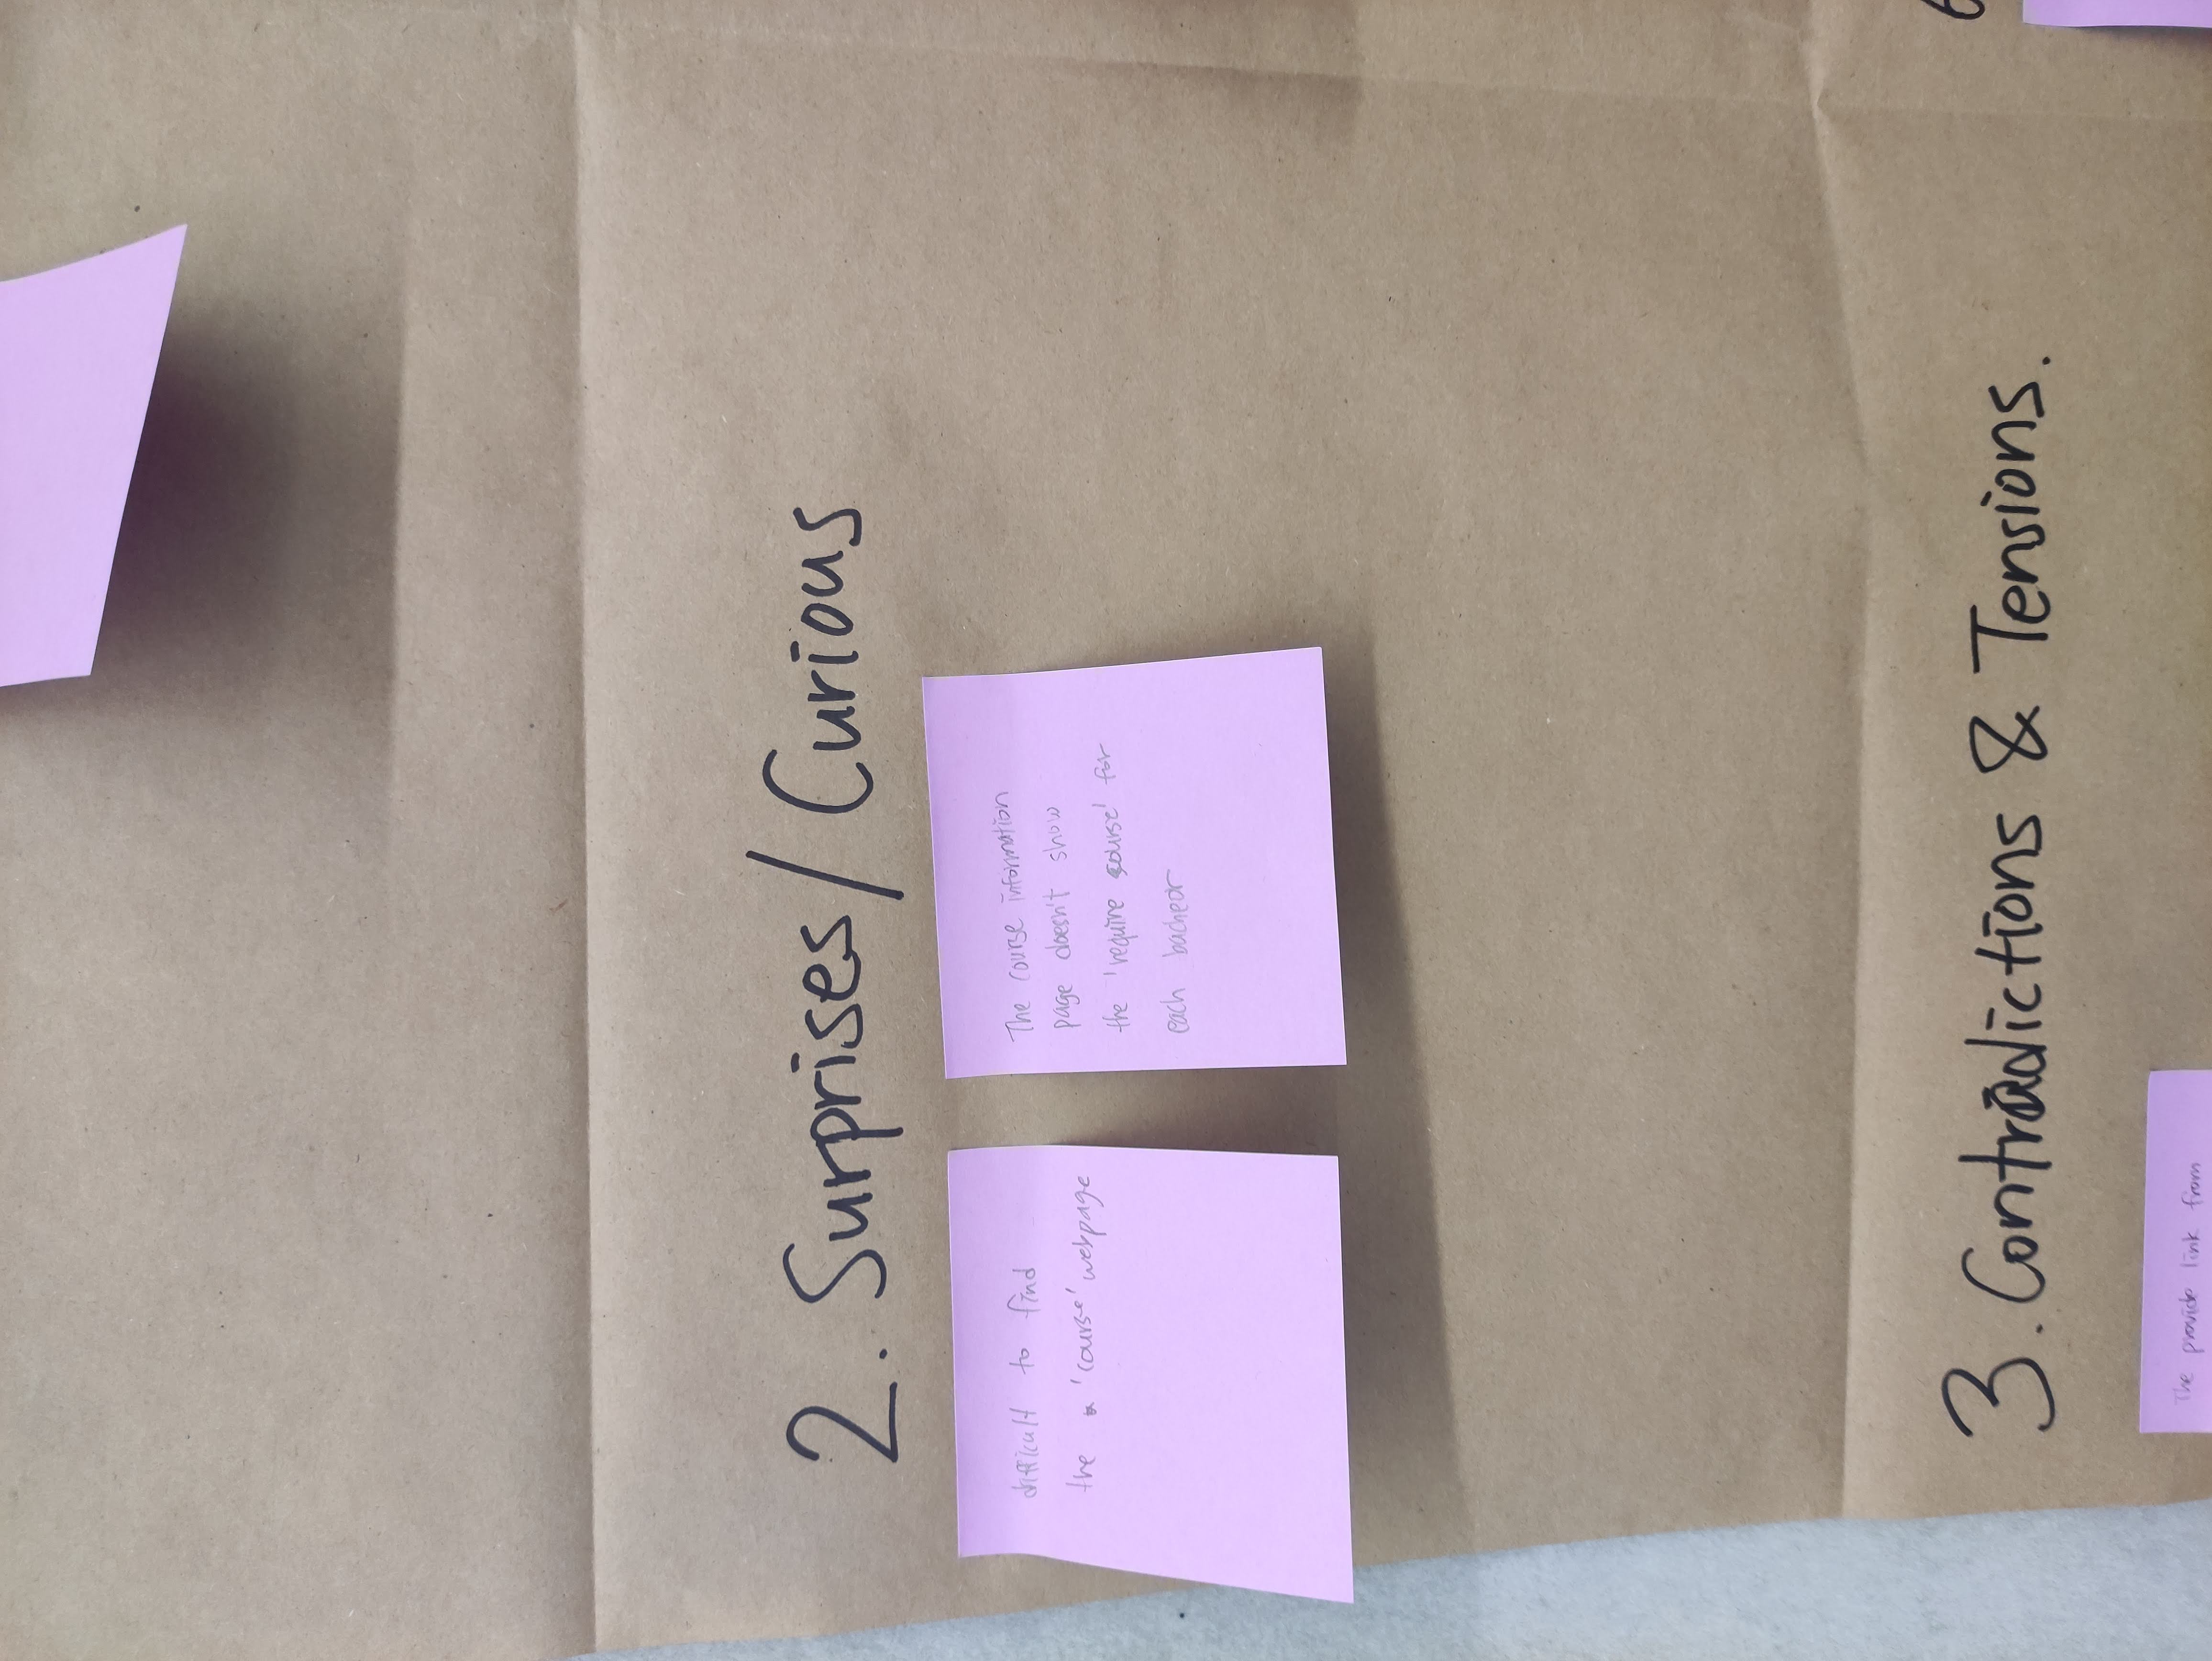 2. Surprises/Curious
difficult to find
the 'course' webpage
The course information
page doesn't show
the 'require course' for
each bacheor
3. Contradictions & Tensions.
The provide link from